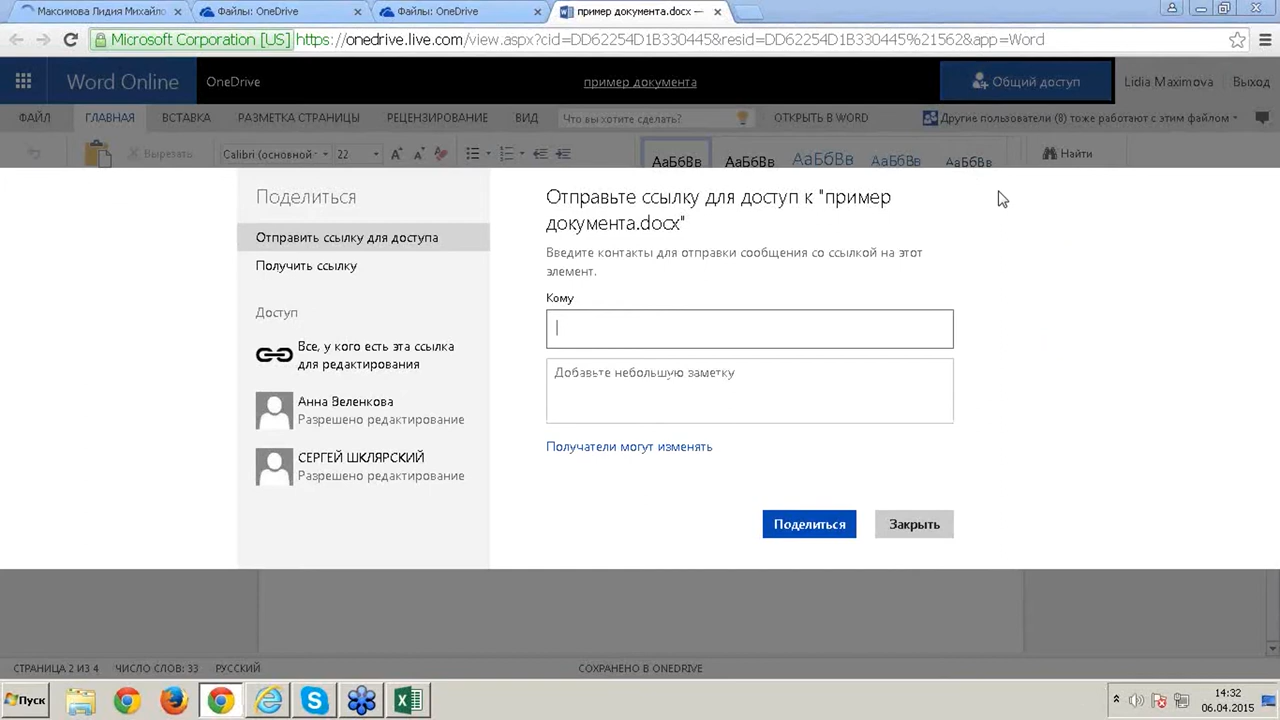 Максимова Лидия Михайло
Файлы: OneDrive
Файлы: OneDrive
пример документа.docx —
Microsoft Corporation [US]
https://onedrive.live.com/view.aspx?cid=DD62254D1B330445&resid=DD62254D1B330445%21562&app=Word
Word Online
OneDrive
пример документа
Общий доступ
Lidia Maximova
Выход
ФАЙЛ
ГЛАВНАЯ
ВСТАВКА
РАЗМЕТКА СТРАНИЦЫ
РЕЦЕНЗИРОВАНИЕ
ВИД
Что вы хотите сделать?
ОТКРЫТЬ В WORD
Другие пользователи (8) тоже работают с этим файлом
Вырезать
Calibri (основной
22
АаБбВв
АаБбВв
АаБбВв
АаБбВв
АаБбВв
Найти
Поделиться
Отправить ссылку для доступа
Получить ссылку
Доступ
Все, у кого есть эта ссылка
для редактирования
Анна Зеленкова
Разрешено редактирование
СЕРГЕЙ ШКЛЯРСКИЙ
Разрешено редактирование
Отправьте ссылку для доступ к "пример
документа.docx"
Введите контакты для отправки сообщения со ссылкой на этот
элемент.
Кому
Добавьте небольшую заметку
Получатели могут изменять
Поделиться
Закрыть
СТРАНИЦА 2 ИЗ 4
ЧИСЛО СЛОВ: 33
РУССКИЙ
СОХРАНЕНО В ONEDRIVE
Пуск
14:32
06.04.2015